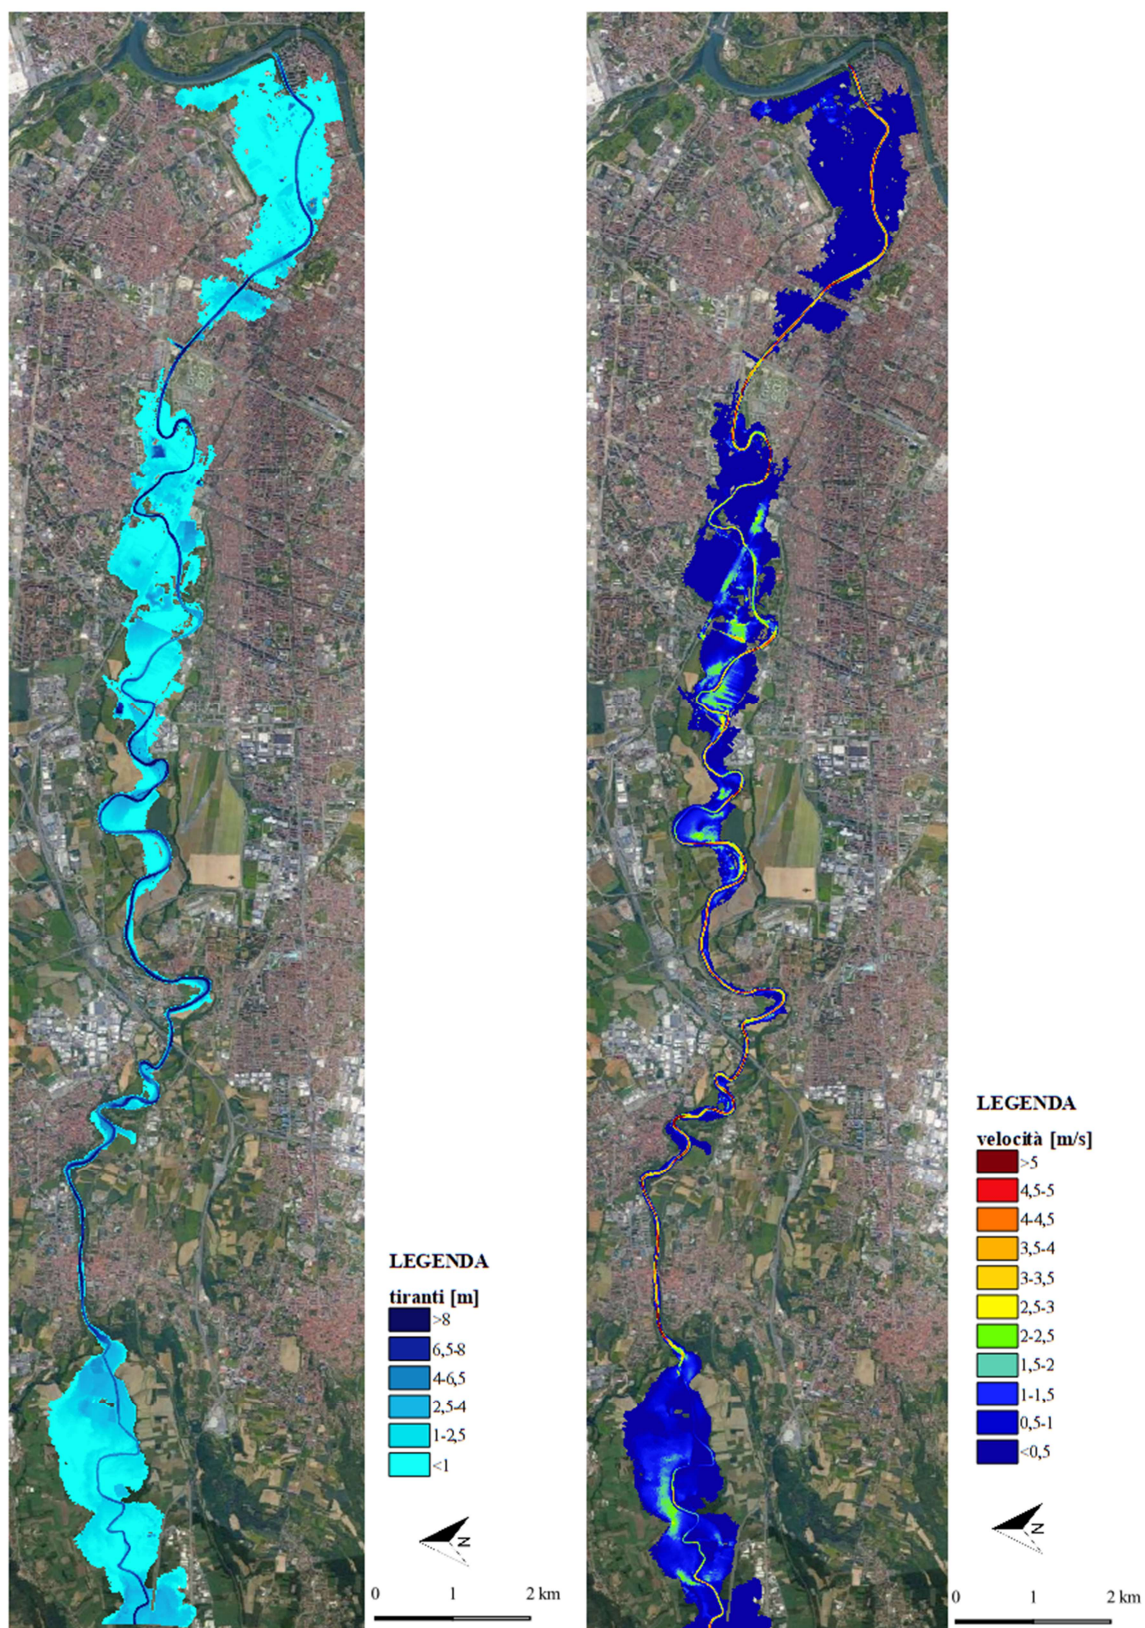 LEGENDA
tiranti [m]
>8
6,5-8
4-6,5
2,5-4
1-2,5
<1
N
0 1 2 km
LEGENDA
velocità [m/s]
>5
4,5-5
4-4,5
3,5-4
3-3,5
2,5-3
2-2,5
1,5-2
1-1,5
0,5-1
<0,5
N
0 1 2 km